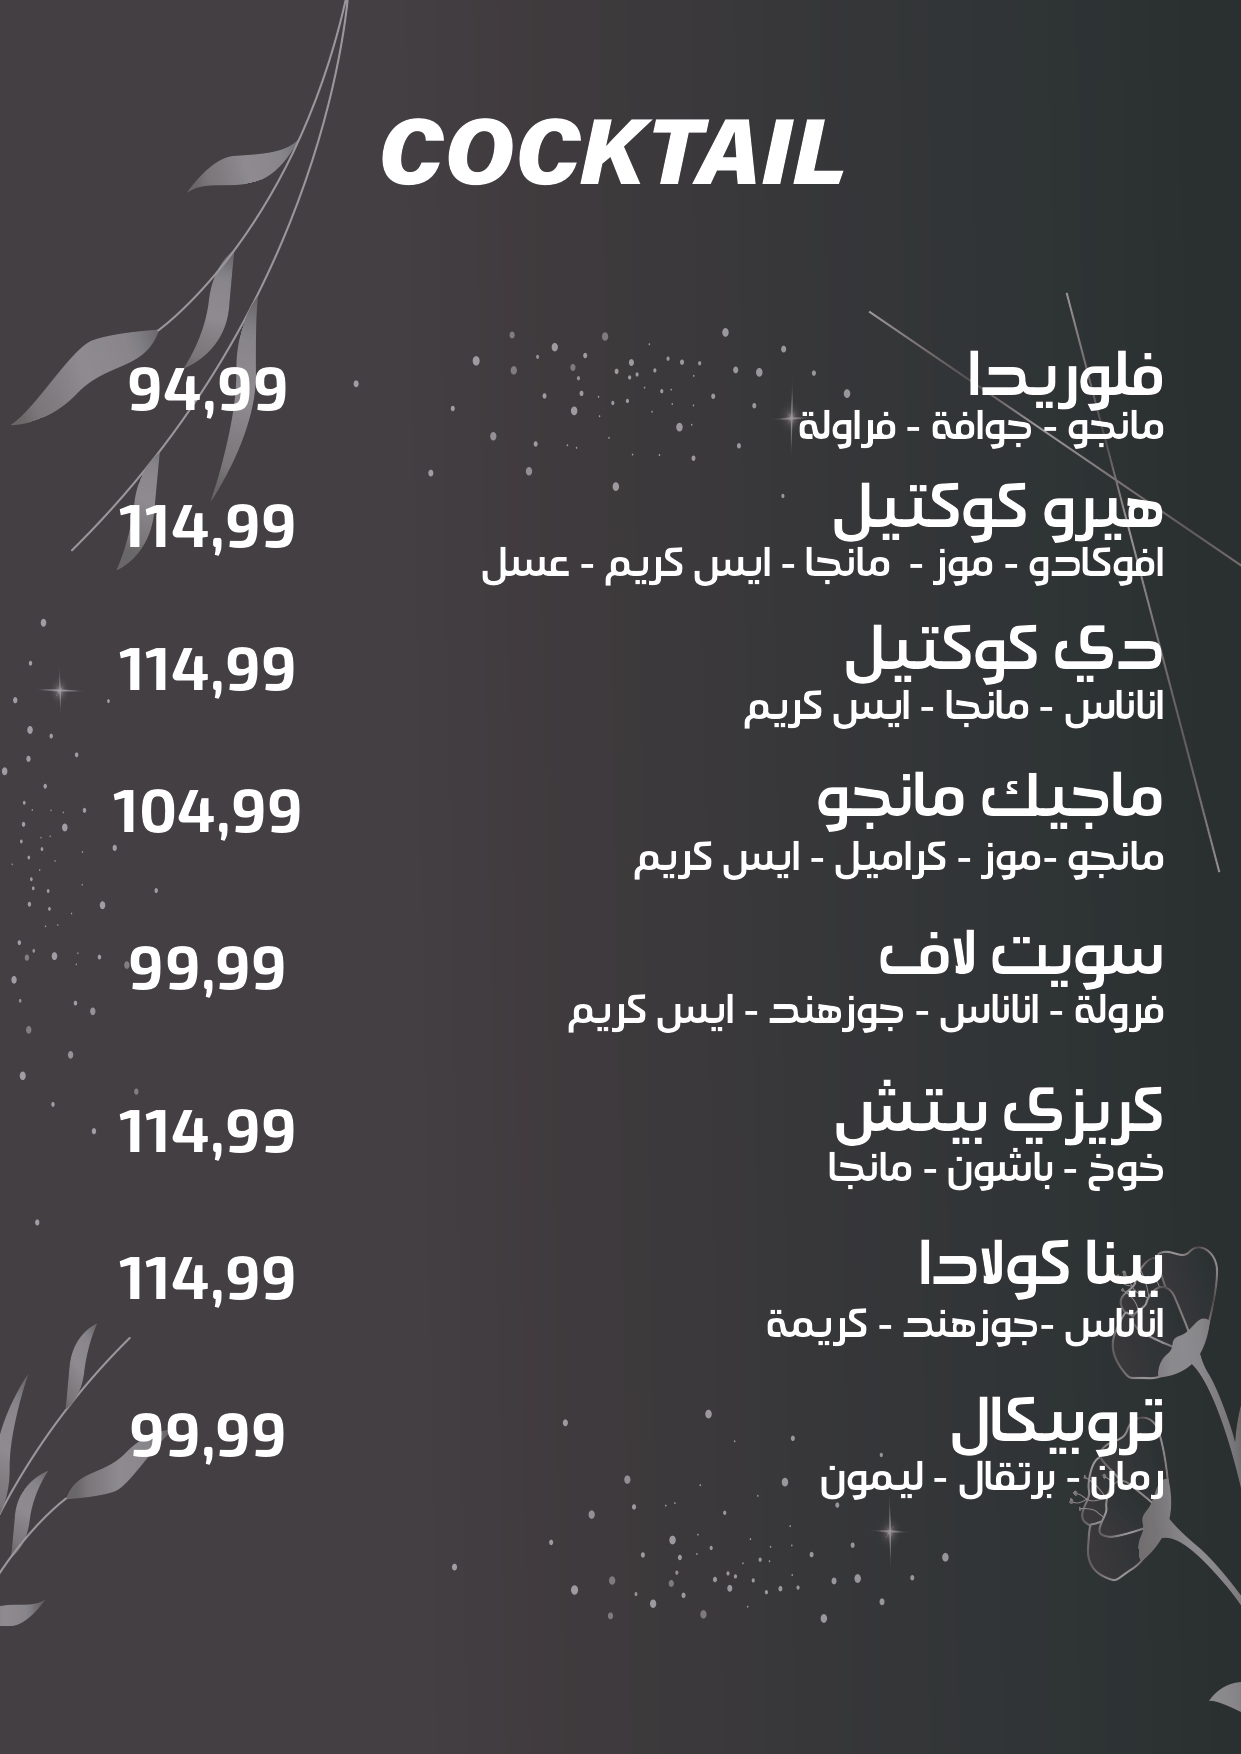 COCKTAIL
فلوريدا
94,99
مانجو - جوافة - فراولة
هيرو كوكتيل
114,99
افوكادو - موز - مانجا - ايس كريم - عسل
دي كوكتيل
114,99
اناناس - مانجا - ايس كريم
ماجيك مانجو
104,99
مانجو -موز - كراميل - ايس كريم
سويت لاف
99,99
فرولة - اناناس - جوزهند - ايس كريم
كريزي بيتش
114,99
خوخ - باشون - مانجا
بينا كولادا
114,99
اناناس -جوزهند - كريمة
تروبيكال
99,99
رمان - برتقال - ليمون